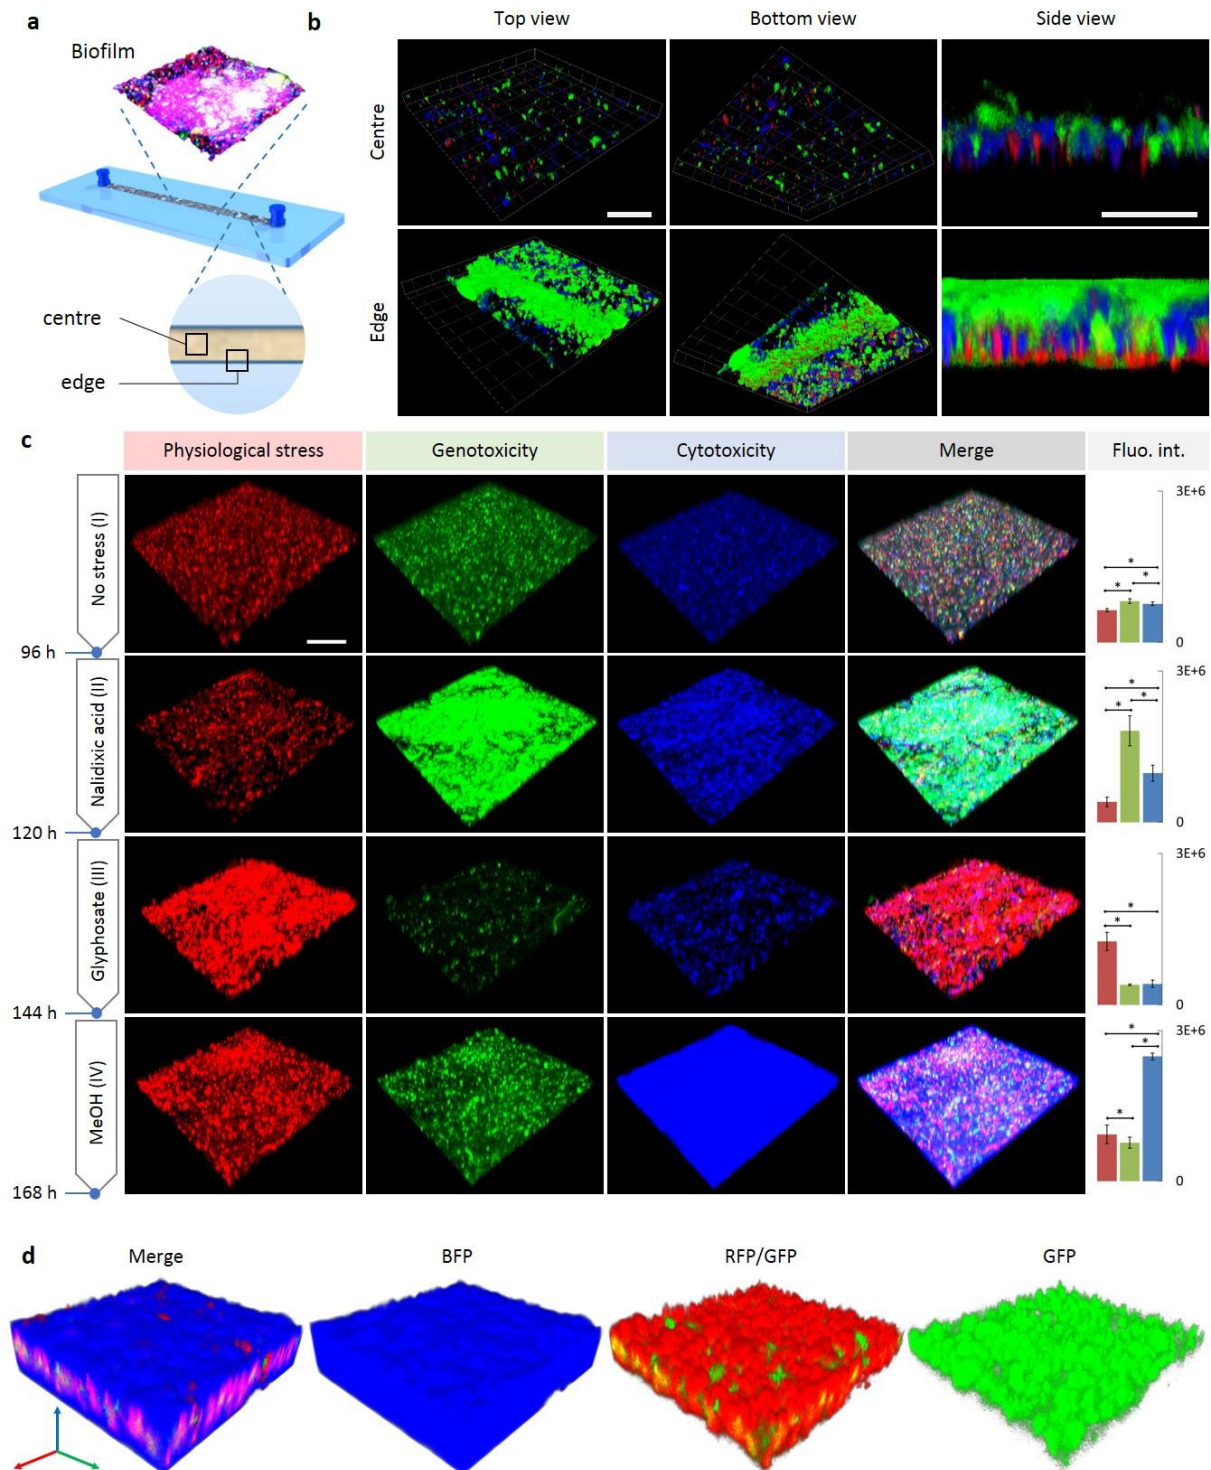 a
Biofilm
centre
edge
b
Top view
Bottom view
Side view
Centre
Edge
c
Physiological stress
Genotoxicity
Cytotoxicity
Merge
Fluo. int.
No stress (I)
3E+6
*
* *
0
96 h
Nalidixic acid (II)
3E+6
*
* *
0
120 h
Glyphosate (III)
3E+6
*
*
0
144 h
MeOH (IV)
3E+6
*
*
*
0
168 h
d
Merge
BFP
RFP/GFP
GFP